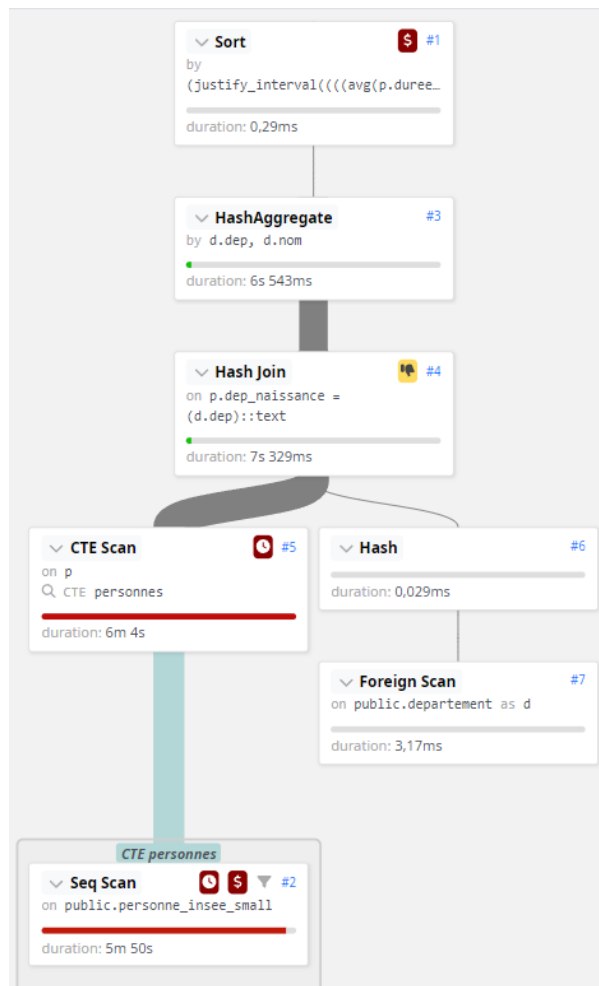 Sort
$ #1
by
(justify_interval((((avg(p.duree…
duration: 0,29ms
HashAggregate #3
by d.dep, d.nom
duration: 6s 543ms
Hash Join #4
on p.dep_naissance =
(d.dep)::text
duration: 7s 329ms
CTE Scan #5
on p
CTE personnes
duration: 6m 4s
Hash #6
duration: 0,029ms
Foreign Scan #7
on public.departement as d
duration: 3,17ms
CTE personnes
Seq Scan $ #2
on public.personne_insee_small
duration: 5m 50s